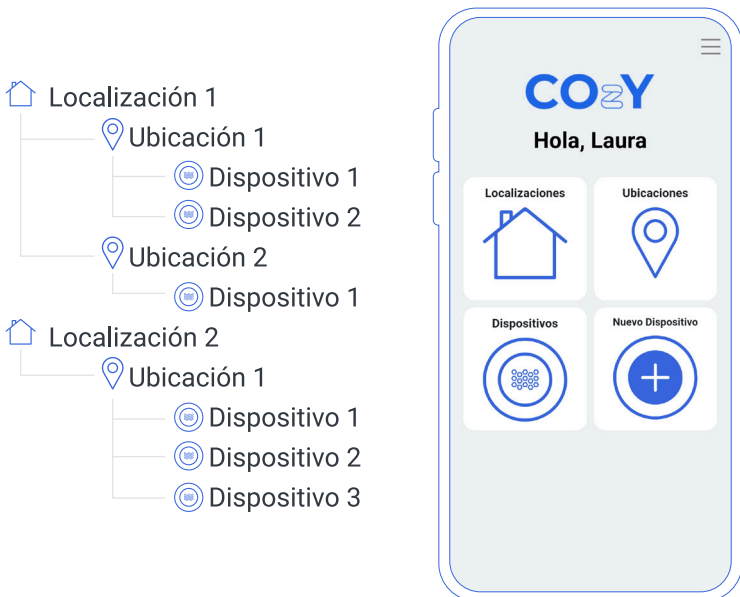 Localización 1
Ubicación 1
Dispositivo 1
Dispositivo 2
Ubicación 2
Dispositivo 1
Localización 2
Ubicación 1
Dispositivo 1
Dispositivo 2
Dispositivo 3
CO2Y
Hola, Laura
Localizaciones
Ubicaciones
Dispositivos
Nuevo Dispositivo